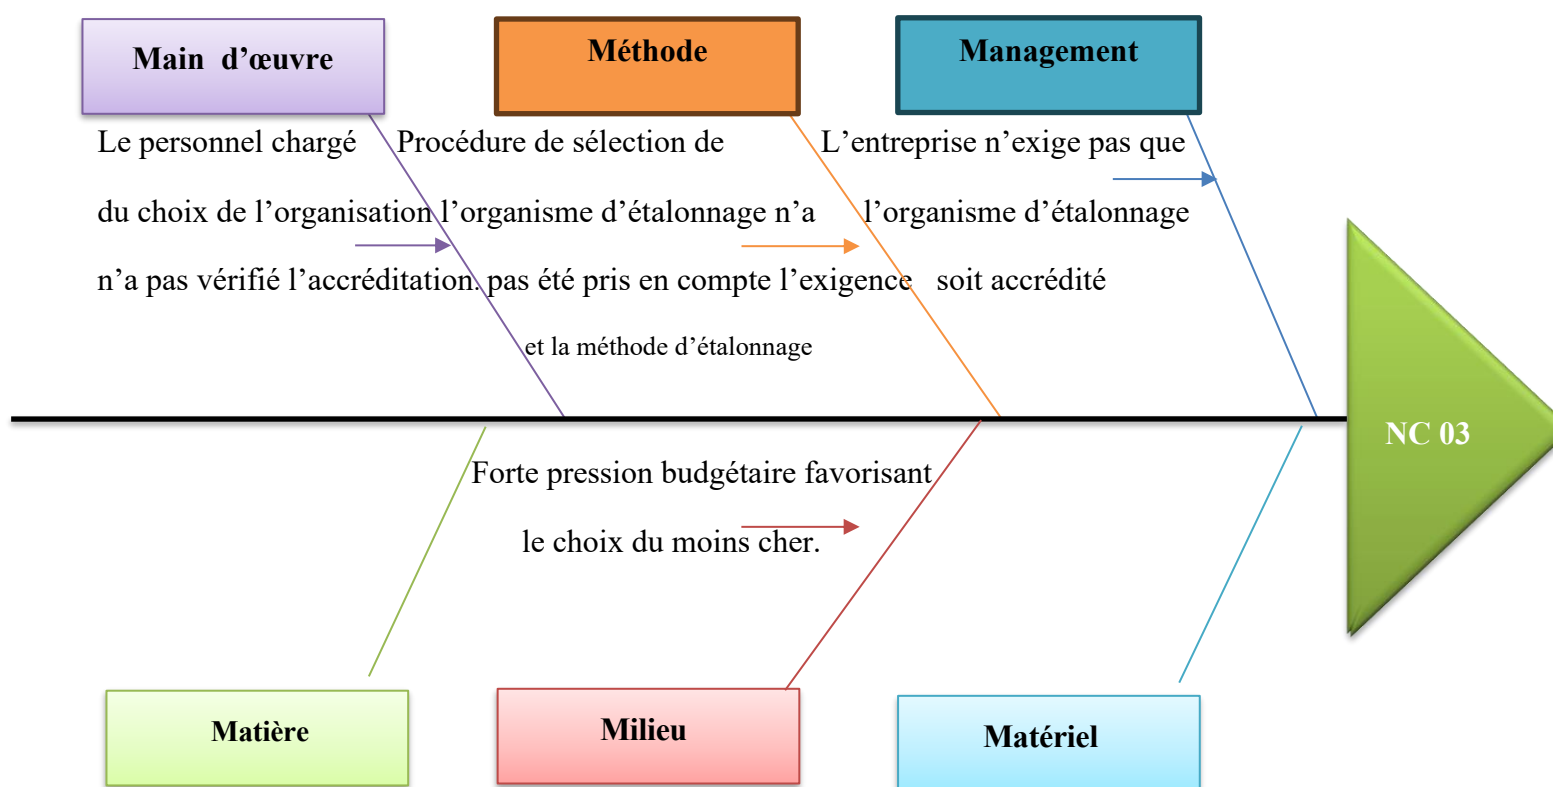 Main d’œuvre
Méthode
Management
Le personnel chargé
du choix de l’organisation
n’a pas vérifié l’accréditation.
Procédure de sélection de
l’organisme d’étalonnage n’a
pas été pris en compte l’exigence
et la méthode d’étalonnage
L’entreprise n’exige pas que
l’organisme d’étalonnage
soit accrédité
NC 03
Forte pression budgétaire favorisant
le choix du moins cher.
Matière
Milieu
Matériel